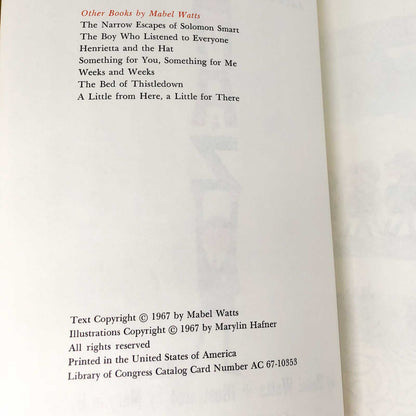 Other Books by Mabel Watts
The Narrow Escapes of Solomon Smart
The Boy Who Listened to Everyone
Henrietta and the Hat
Something for You, Something for Me
Weeks and Weeks
The Bed of Thistledown
A Little from Here, a Little for There
Text Copyright © 1967 by Mabel Watts
Illustrations Copyright © 1967 by Marylin Hafner
All rights reserved
Printed in the United States of America
Library of Congress Catalog Card Number AC 67-10353